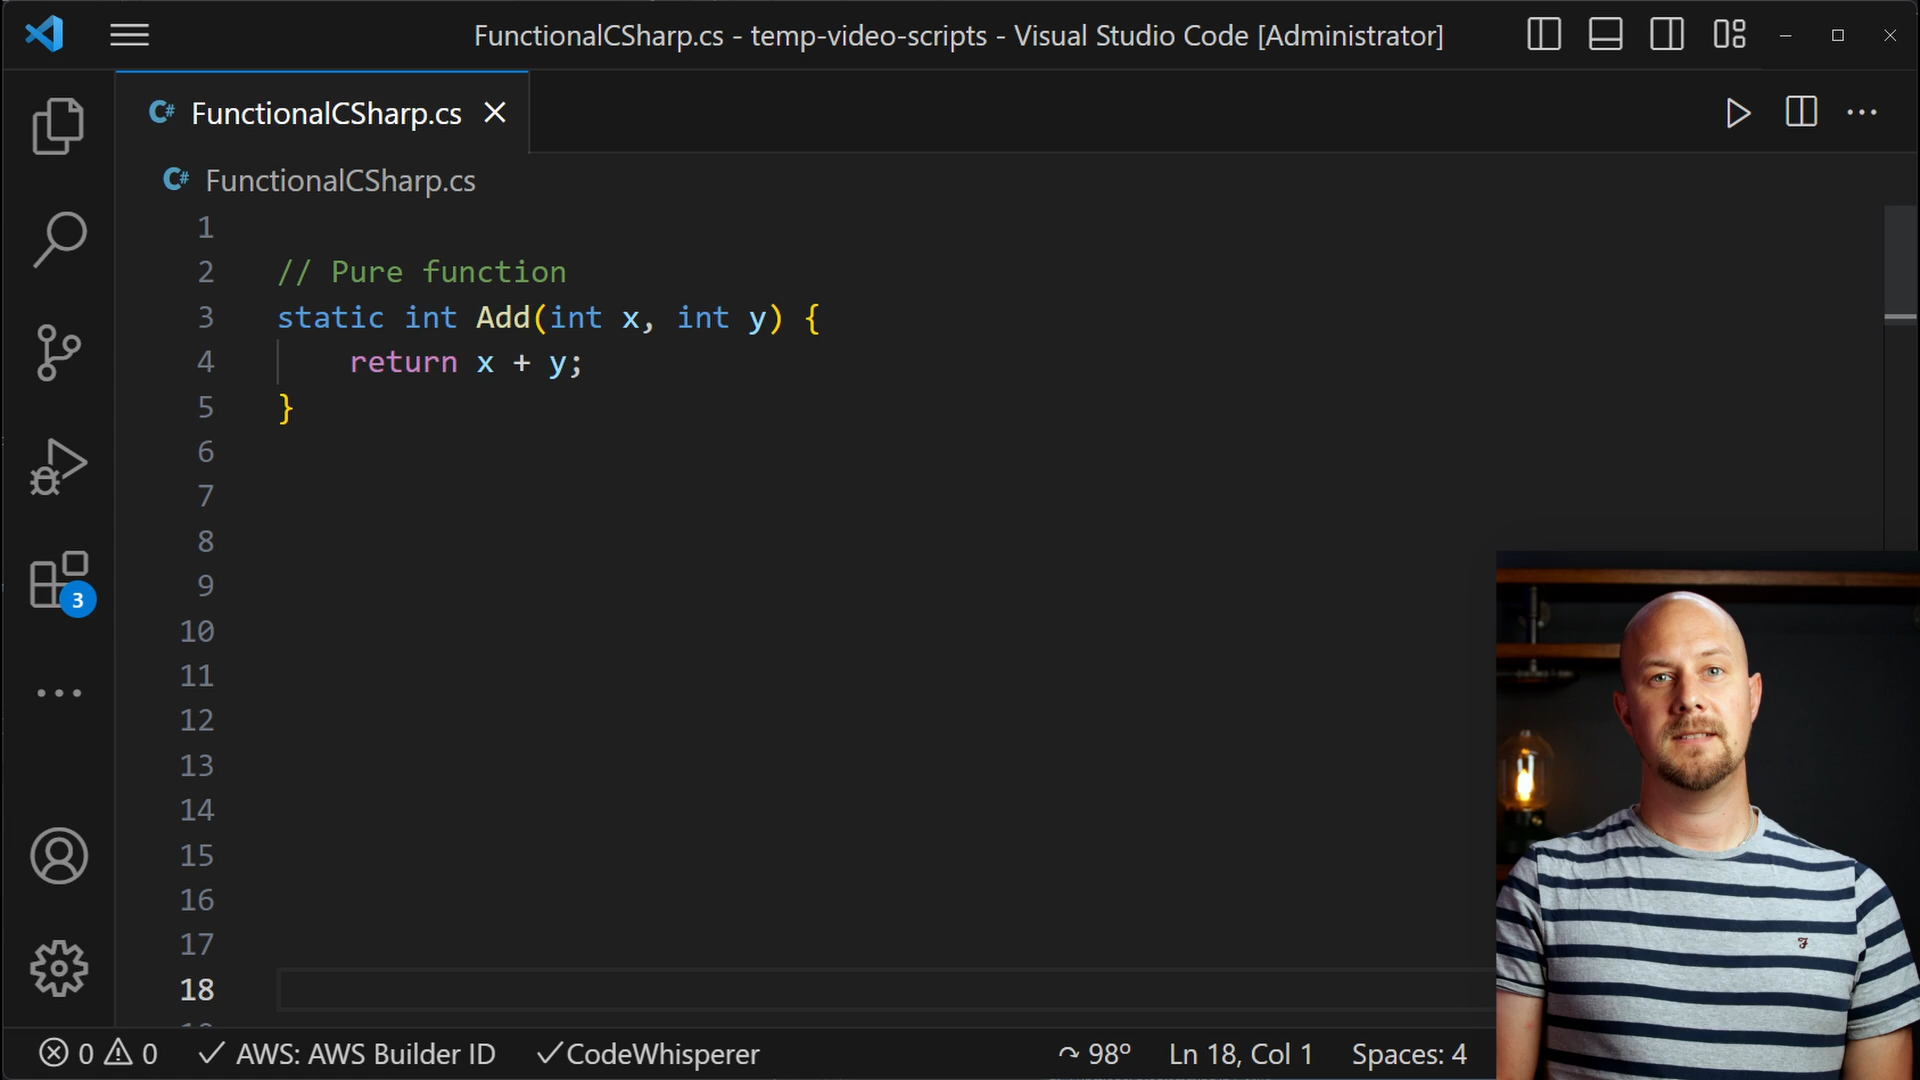 FunctionalCSharp.cs - temp-video-scripts - Visual Studio Code [Administrator]
C# FunctionalCSharp.cs
C# FunctionalCSharp.cs
1
2 // Pure function
3 static int Add(int x, int y) {
4 return x + y;
5 }
6
7
8
9
10
11
12
13
14
15
16
17
18
3
0 0 AWS: AWS Builder ID CodeWhisperer 98° Ln 18, Col 1 Spaces: 4